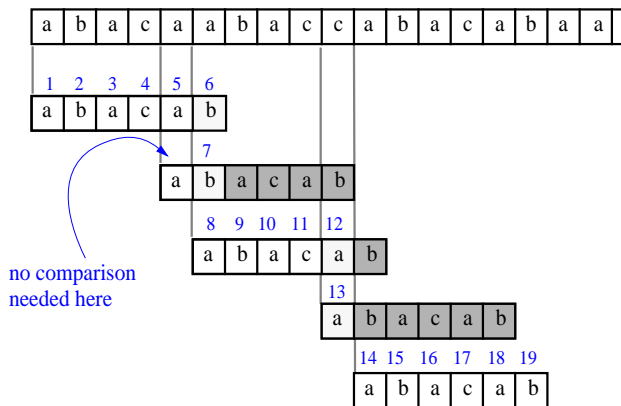 a b a c a a b a c c a b a c a b a a
1 2 3 4 5 6
a b a c a b
7
a b a c a b
8 9 10 11 12
a b a c a b
no comparison
needed here
13
a b a c a b
14 15 16 17 18 19
a b a c a b